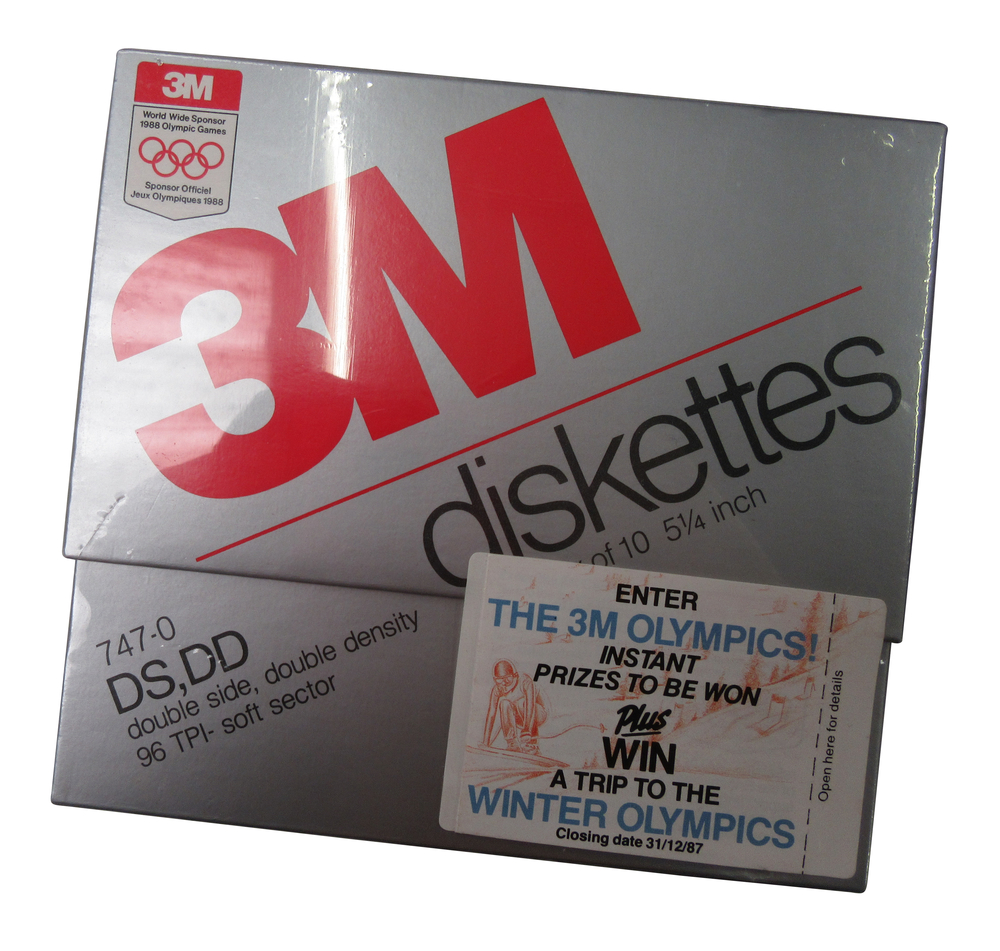 3M
World Wide Sponsor
1988 Olympic Games
Sponsor Officiel
Jeux Olympiques 1988
3M
diskettes
of 10 5¼ inch
747-0
DS,DD
double side, double density
96 TPI- soft sector
ENTER
THE 3M OLYMPICS!
INSTANT
PRIZES TO BE WON
Plus
WIN
A TRIP TO THE
WINTER OLYMPICS
Closing date 31/12/87
Open here for details